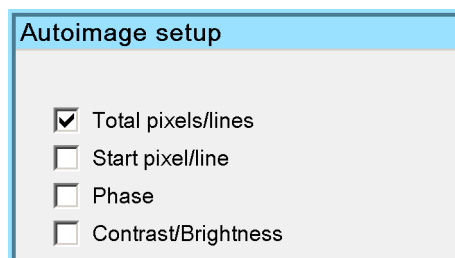 Autoimage setup
Total pixels/lines
Start pixel/line
Phase
Contrast/Brightness